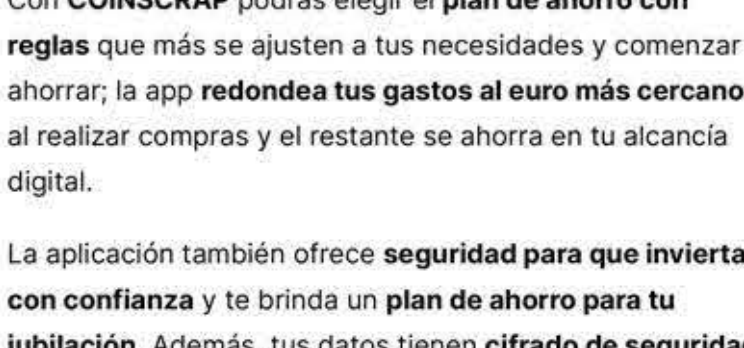 Con COINSCRAP podrás elegir el plan de ahorro con
reglas que más se ajusten a tus necesidades y comenzar
ahorrar; la app redondea tus gastos al euro más cercano
al realizar compras y el restante se ahorra en tu alcancía
digital.
La aplicación también ofrece seguridad para que invierta
con confianza y te brinda un plan de ahorro para tu
jubilación. Además, tus datos tienen cifrado de segurida